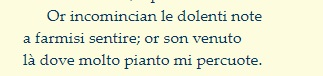 Or incomincian le dolenti note
a farmisi sentire; or son venuto
là dove molto pianto mi percuote.